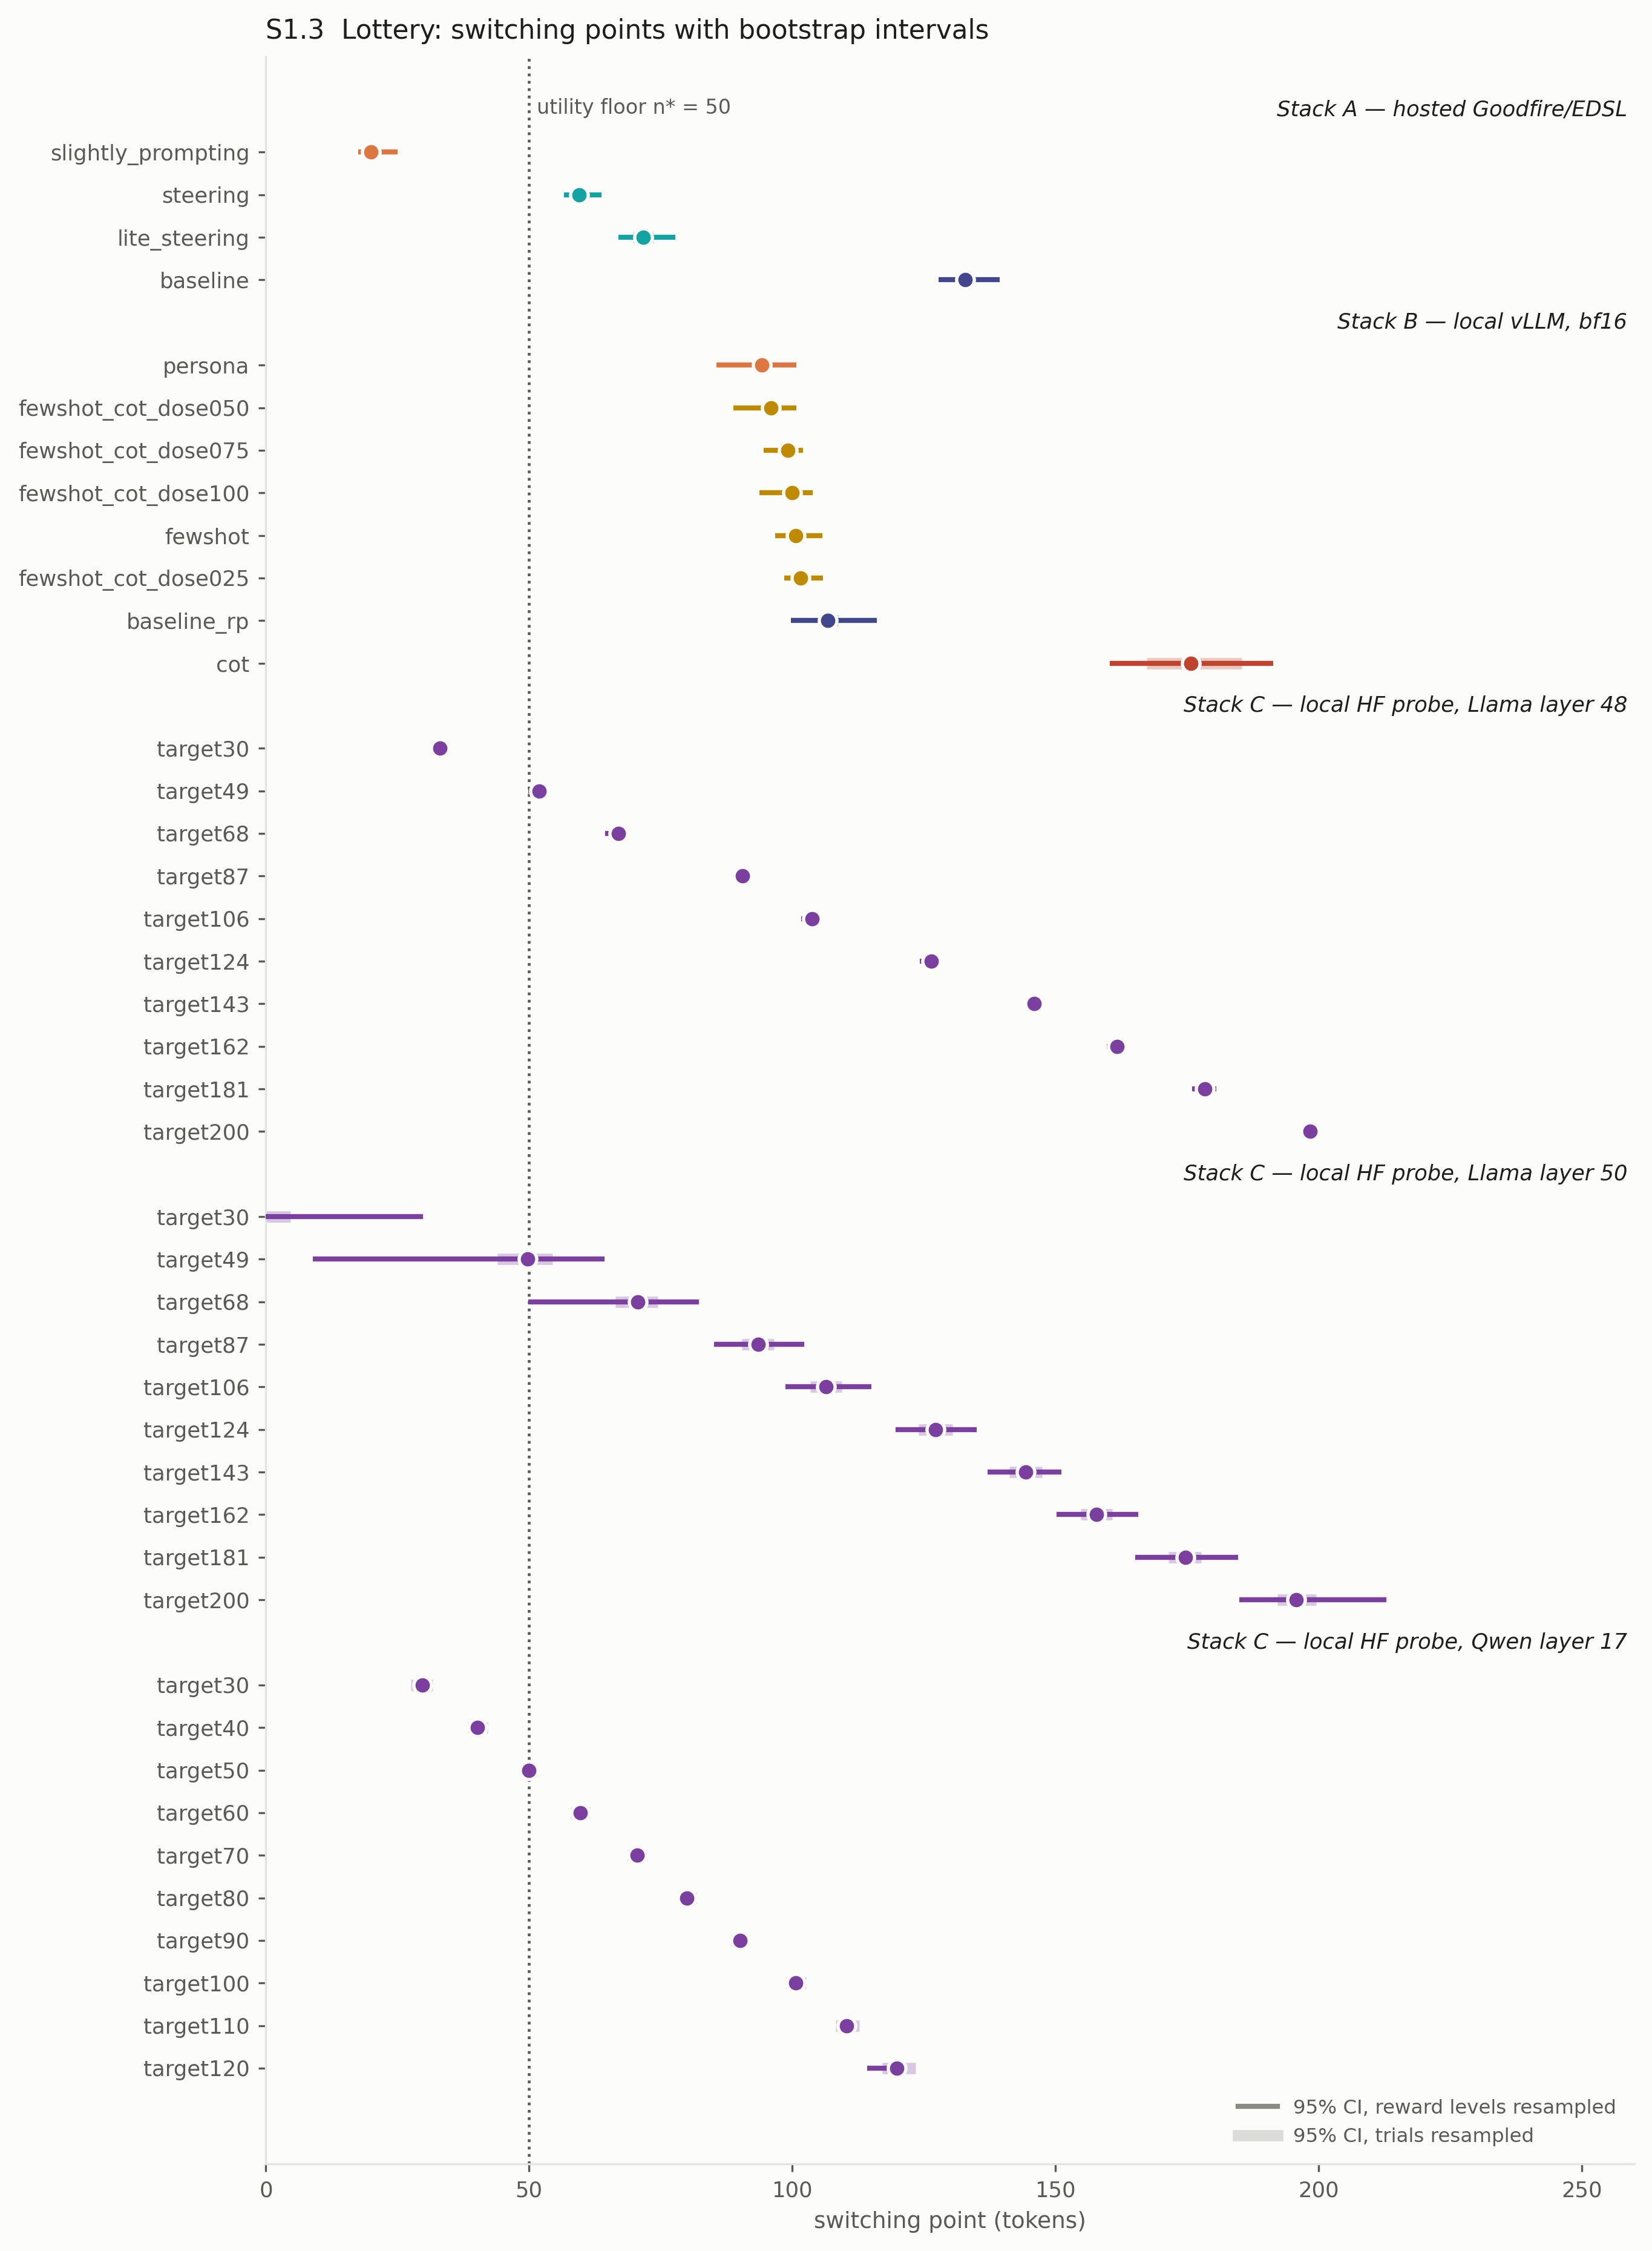 S1.3  Lottery: switching points with bootstrap intervals
utility floor n* = 50
Stack A — hosted Goodfire/EDSL
slightly_prompting
steering
lite_steering
baseline
Stack B — local vLLM, bf16
persona
fewshot_cot_dose050
fewshot_cot_dose075
fewshot_cot_dose100
fewshot
fewshot_cot_dose025
baseline_rp
cot
Stack C — local HF probe, Llama layer 48
target30
target49
target68
target87
target106
target124
target143
target162
target181
target200
Stack C — local HF probe, Llama layer 50
target30
target49
target68
target87
target106
target124
target143
target162
target181
target200
Stack C — local HF probe, Qwen layer 17
target30
target40
target50
target60
target70
target80
target90
target100
target110
target120
95% CI, reward levels resampled
95% CI, trials resampled
0 50 100 150 200 250
switching point (tokens)